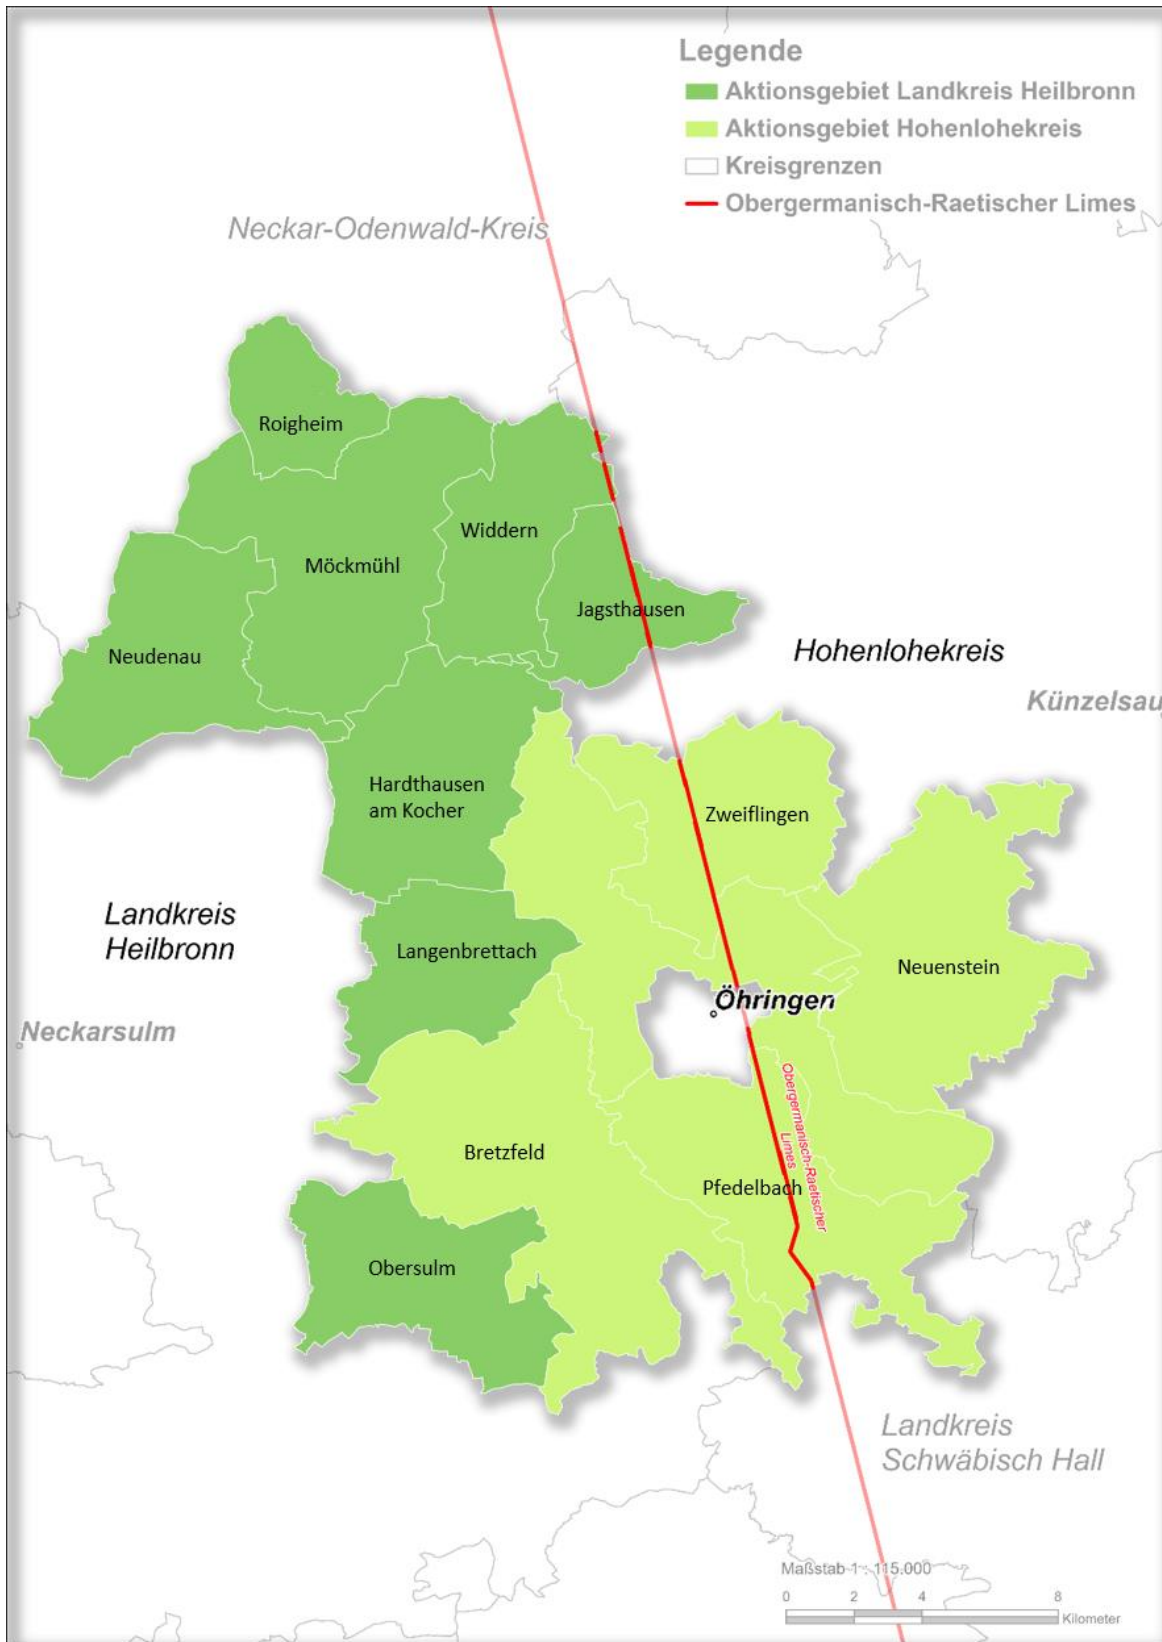 Legende
Aktionsgebiet Landkreis Heilbronn
Aktionsgebiet Hohenlohekreis
Kreisgrenzen
Obergermanisch-Raetischer Limes
Neckar-Odenwald-Kreis
Roigheim
Widdern
Möckmühl
Jagsthausen
Neudenau
Hohenlohekreis
Künzelsau
Hardthausen
am Kocher
Zweiflingen
Landkreis
Heilbronn
Langenbrettach
Neuenstein
Öhringen
Neckarsulm
Obergermanisch-Raetischer
Limes
Bretzfeld
Pfedelbach
Obersulm
Landkreis
Schwäbisch Hall
Maßstab 1 : 115.000
0 2 4 8
Kilometer